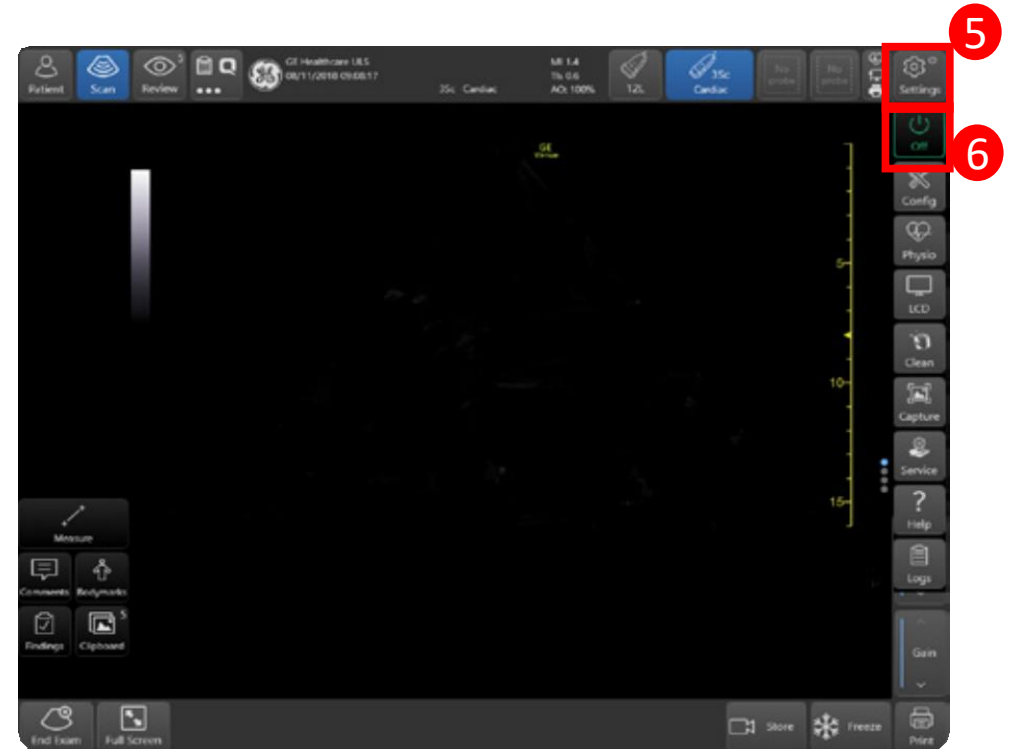 5
Patient
Scan
Review
5
Q
GE Healthcare ULS
08/11/2018 09:08:17
3Sc Cardiac
MI 1.4
TIs 0.6
AO: 100%
12L
3Sc
Cardiac
No
probe
No
probe
Settings
6
Off
GE
Venue
Config
Physio
5
LCD
Clean
10
Capture
Service
15
Help
Logs
Measure
Comments Bodymarks
Findings Clipboard
5
Gain
End Exam
Full Screen
Store
Freeze
Print